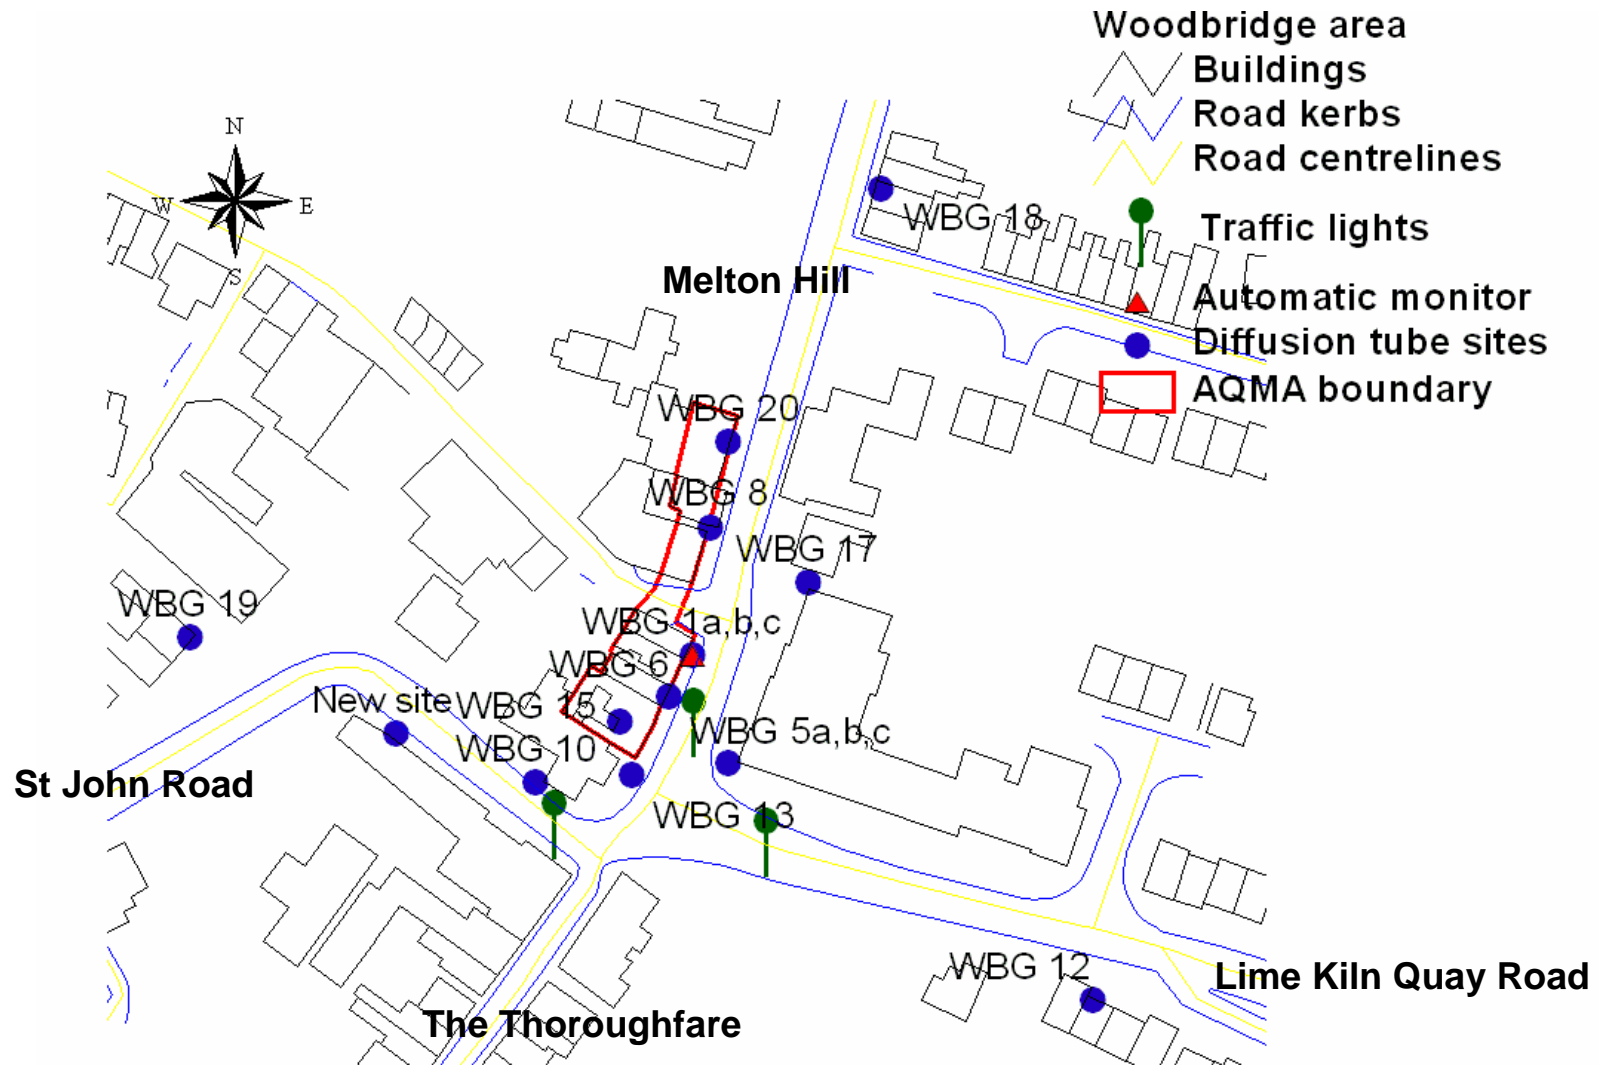 Woodbridge area
Buildings
Road kerbs
Road centrelines
Traffic lights
Automatic monitor
Diffusion tube sites
AQMA boundary
N
W
E
S
WBG 18
Melton Hill
WBG 20
WBG 8
WBG 17
WBG 19
WBG 1a,b,c
WBG 6
New site
WBG 15
WBG 5a,b,c
WBG 10
St John Road
WBG 13
WBG 12
Lime Kiln Quay Road
The Thoroughfare